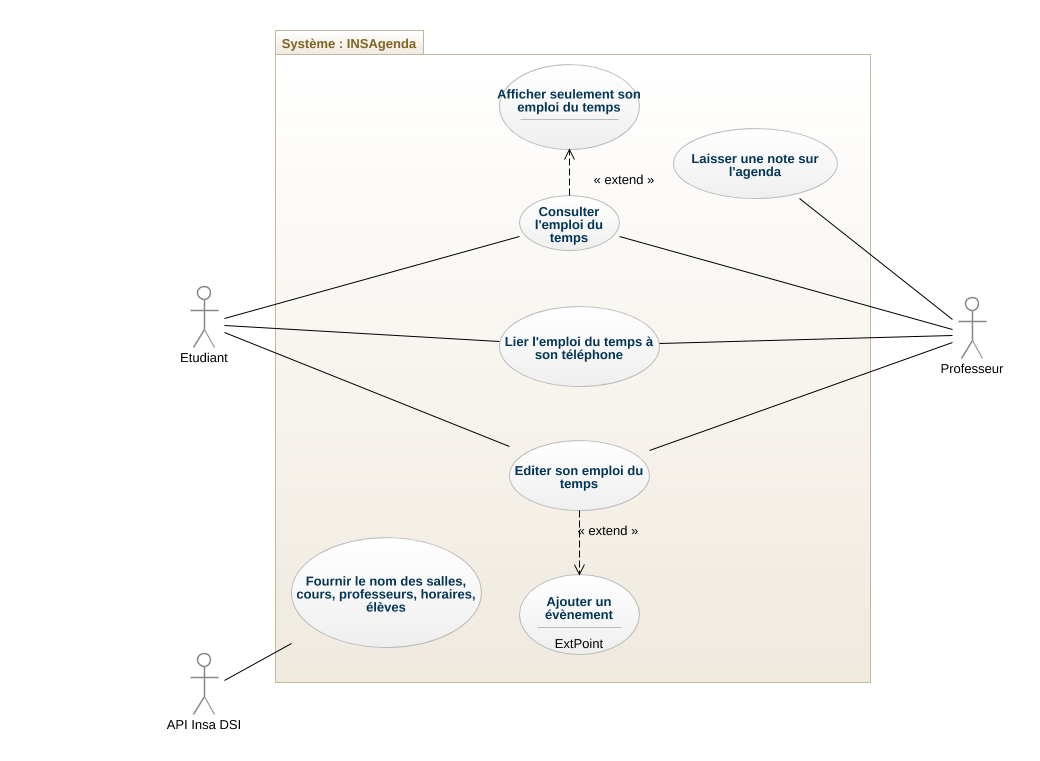 Système : INSAgenda
Afficher seulement son
emploi du temps
Laisser une note sur
l'agenda
« extend »
Consulter
l'emploi du
temps
Lier l'emploi du temps à
son téléphone
Etudiant
Professeur
Editer son emploi du
temps
« extend »
Fournir le nom des salles,
cours, professeurs, horaires,
élèves
Ajouter un
évènement
ExtPoint
API Insa DSI